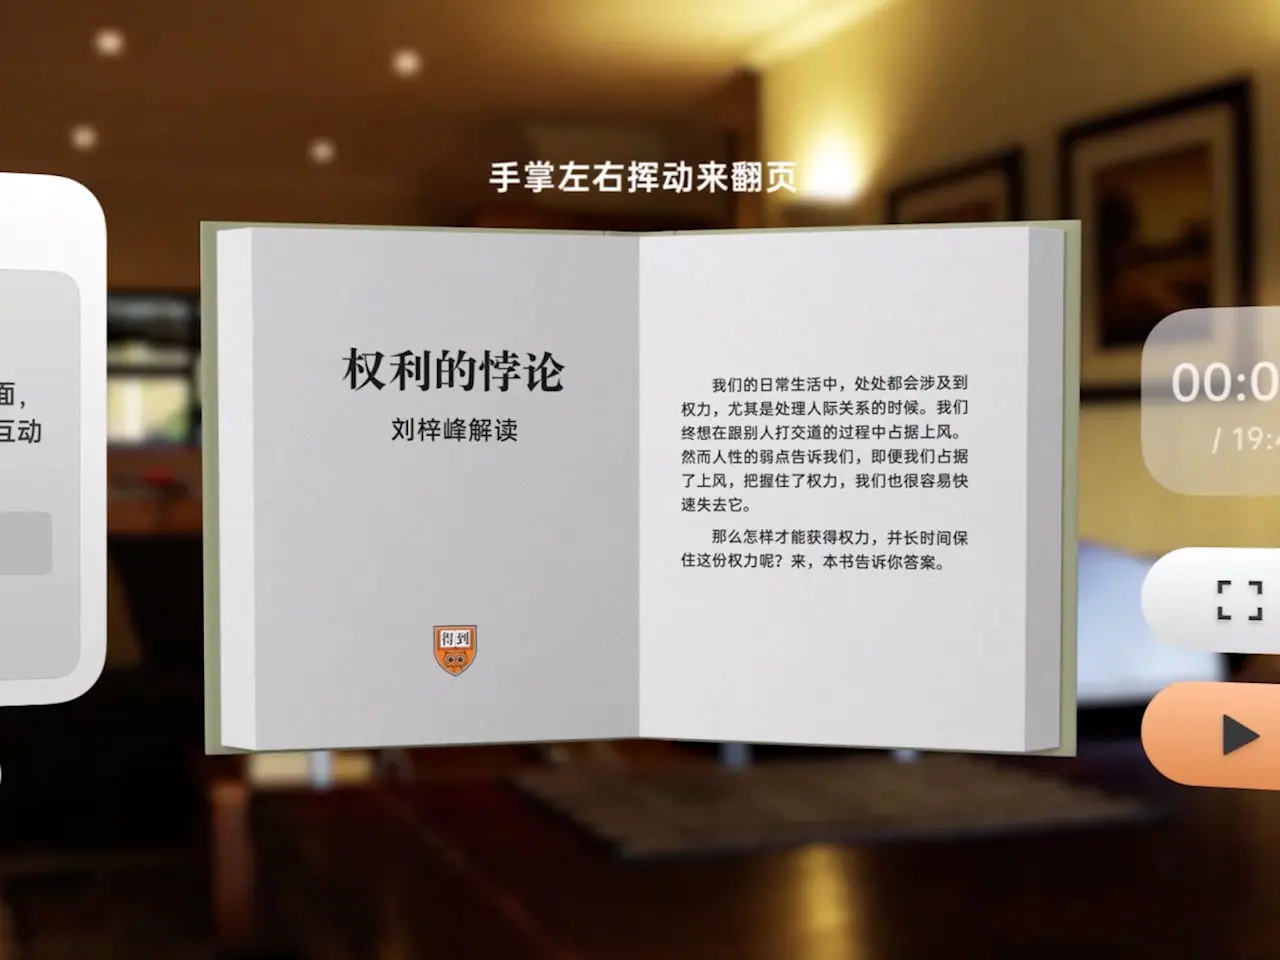 手掌左右挥动来翻页
面，
互动
权利的悖论
刘梓峰解读
得到
我们的日常生活中，处处都会涉及到
权力，尤其是处理人际关系的时候。我们
终想在跟别人打交道的过程中占据上风。
然而人性的弱点告诉我们，即便我们占据
了上风，把握住了权力，我们也很容易快
速失去它。
那么怎样才能获得权力，并长时间保
住这份权力呢？来，本书告诉你答案。
00:0
/ 19:4